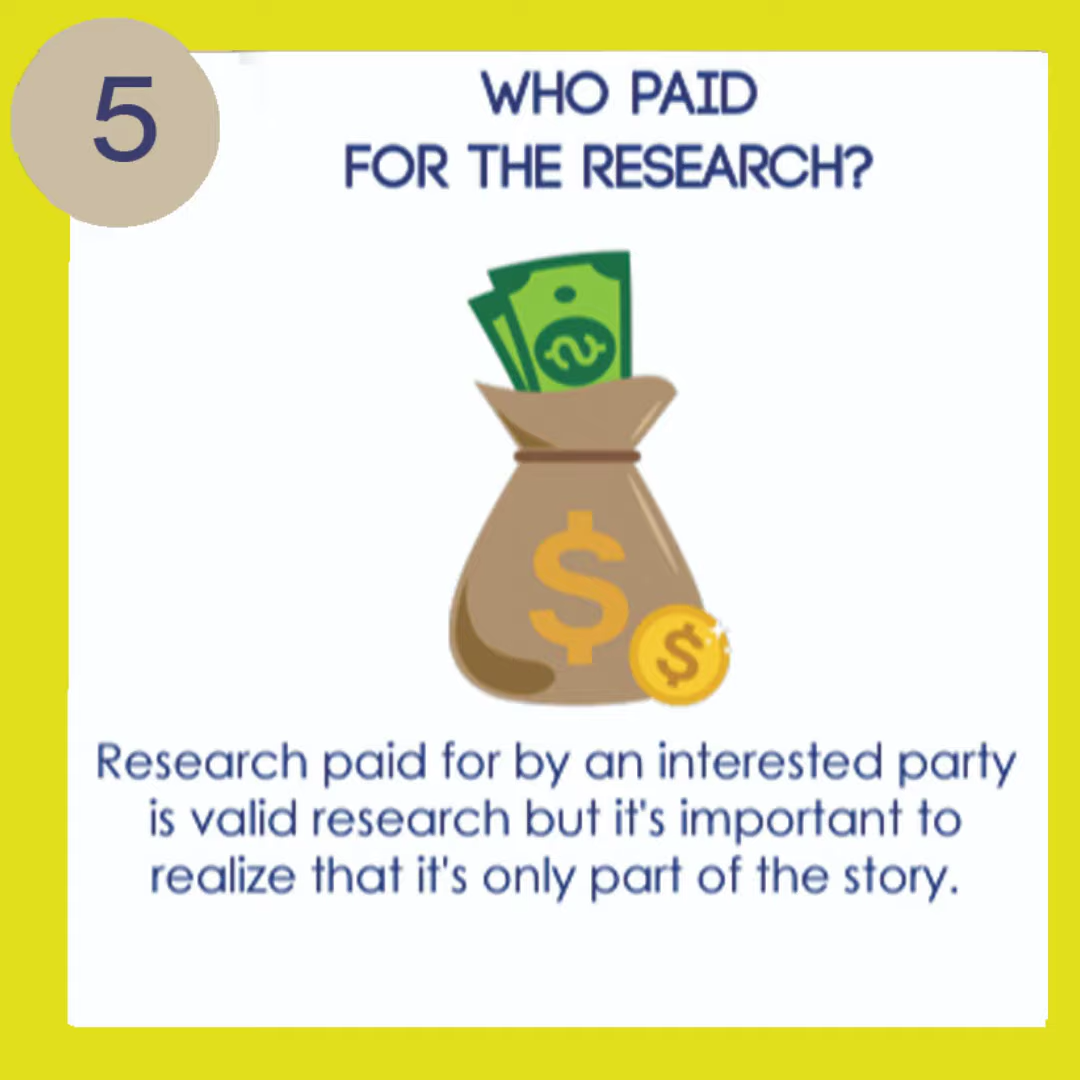 5
WHO PAID
FOR THE RESEARCH?
$
$
Research paid for by an interested party
is valid research but it's important to
realize that it's only part of the story.